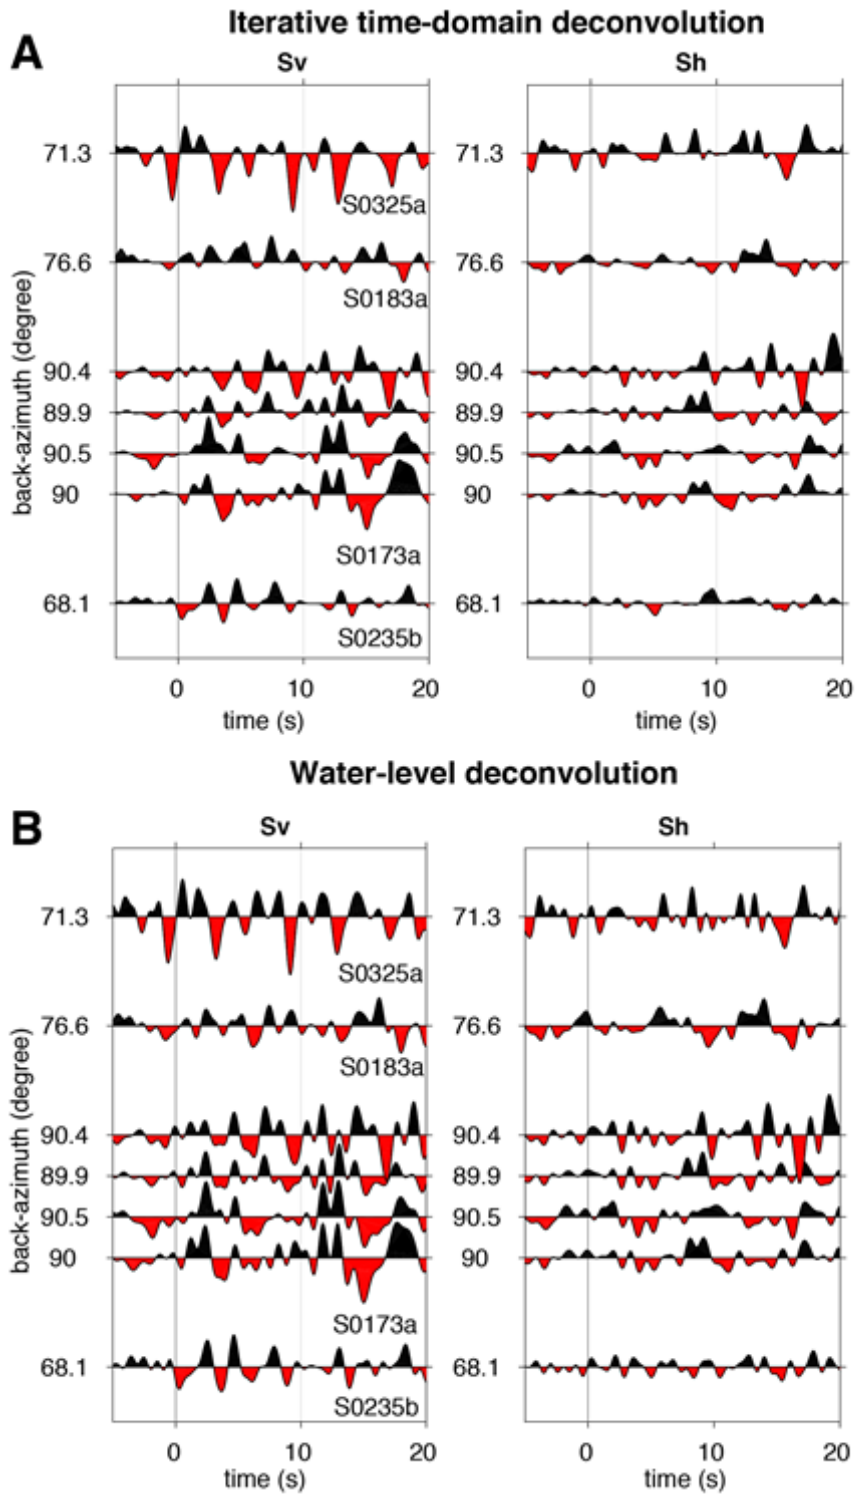 Iterative time-domain deconvolution
A
Sv Sh
71.3 71.3
S0325a
76.6 76.6
S0183a
back-azimuth (degree)
90.4 90.4
89.9 89.9
90.5 90.5
90 90
S0173a
68.1 68.1
S0235b
0 10 20 0 10 20
time (s) time (s)
Water-level deconvolution
B
Sv Sh
71.3 71.3
S0325a
76.6 76.6
S0183a
back-azimuth (degree)
90.4 90.4
89.9 89.9
90.5 90.5
90 90
S0173a
68.1 68.1
S0235b
0 10 20 0 10 20
time (s) time (s)